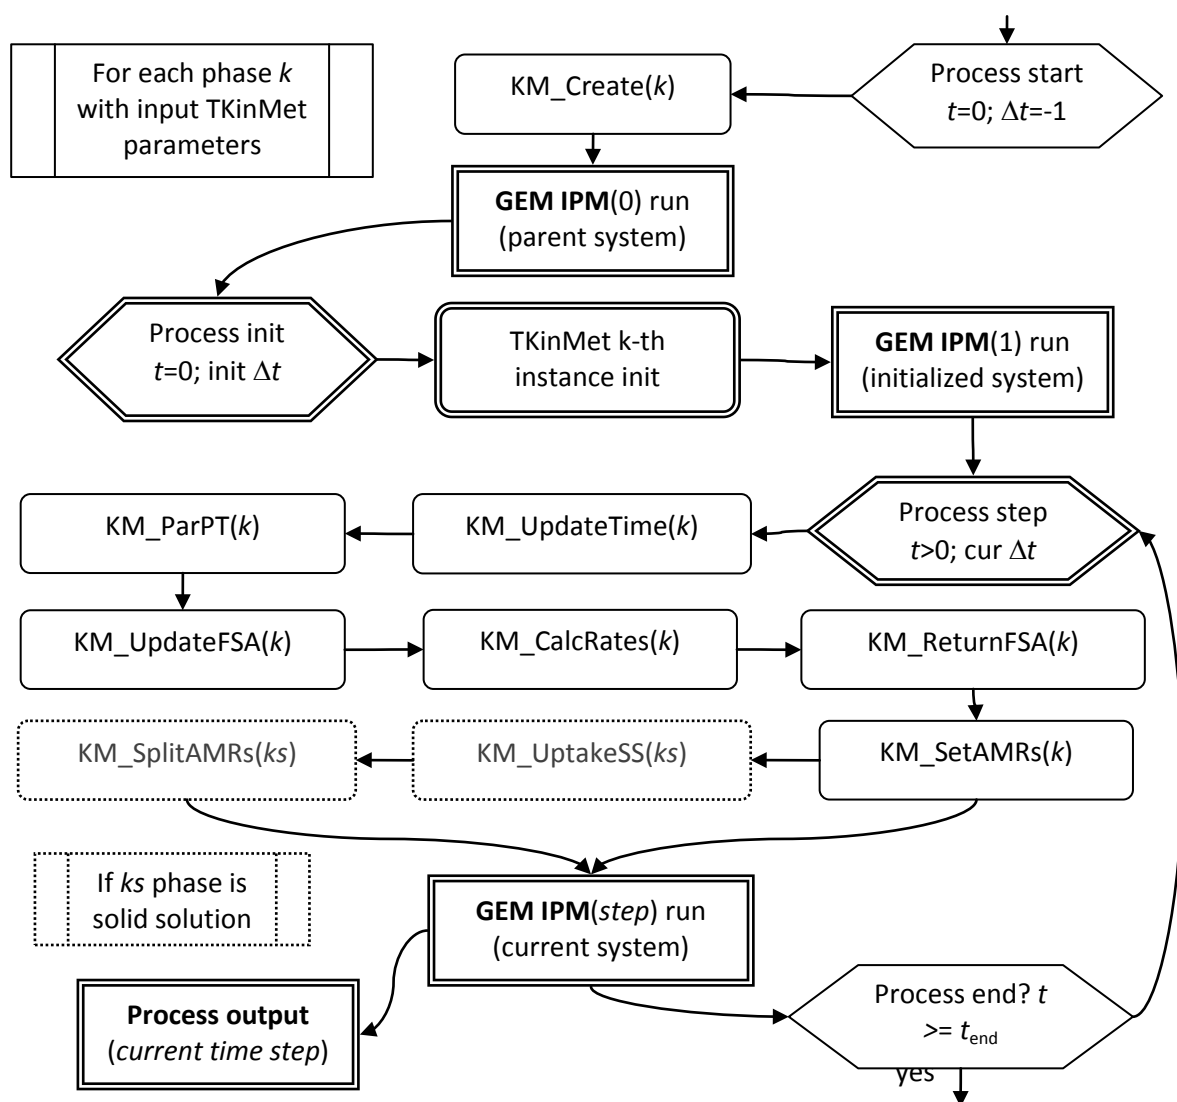 For each phase k
with input TKinMet
parameters
KM_Create(k)
Process start
t=0; Δt=-1
GEM IPM(0) run
(parent system)
Process init
t=0; init Δt
TKinMet k-th
instance init
GEM IPM(1) run
(initialized system)
KM_ParPT(k)
KM_UpdateTime(k)
Process step
t>0; cur Δt
KM_UpdateFSA(k)
KM_CalcRates(k)
KM_ReturnFSA(k)
KM_SplitAMRs(ks)
KM_UptakeSS(ks)
KM_SetAMRs(k)
If ks phase is
solid solution
GEM IPM(step) run
(current system)
Process output
(current time step)
Process end? t
>= tend
yes